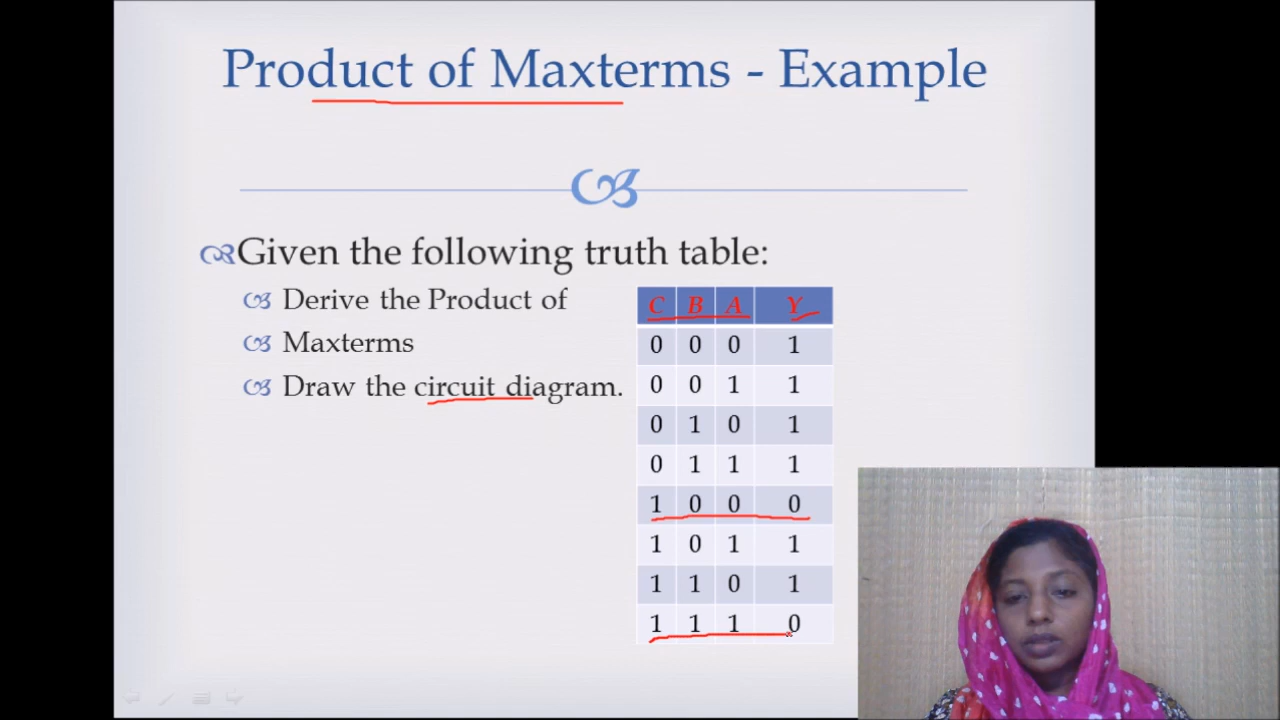 Product of Maxterms - Example
Given the following truth table:
Derive the Product of
Maxterms
Draw the circuit diagram.
C B A Y
0 0 0 1
0 0 1 1
0 1 0 1
0 1 1 1
1 0 0 0
1 0 1 1
1 1 0 1
1 1 1 0